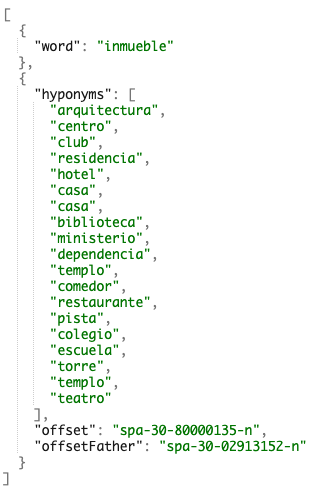 [
{
"word": "inmueble"
},
{
"hyponyms": [
"arquitectura",
"centro",
"club",
"residencia",
"hotel",
"casa",
"casa",
"biblioteca",
"ministerio",
"dependencia",
"templo",
"comedor",
"restaurante",
"pista",
"colegio",
"escuela",
"torre",
"templo",
"teatro"
],
"offset": "spa-30-80000135-n",
"offsetFather": "spa-30-02913152-n"
}
]